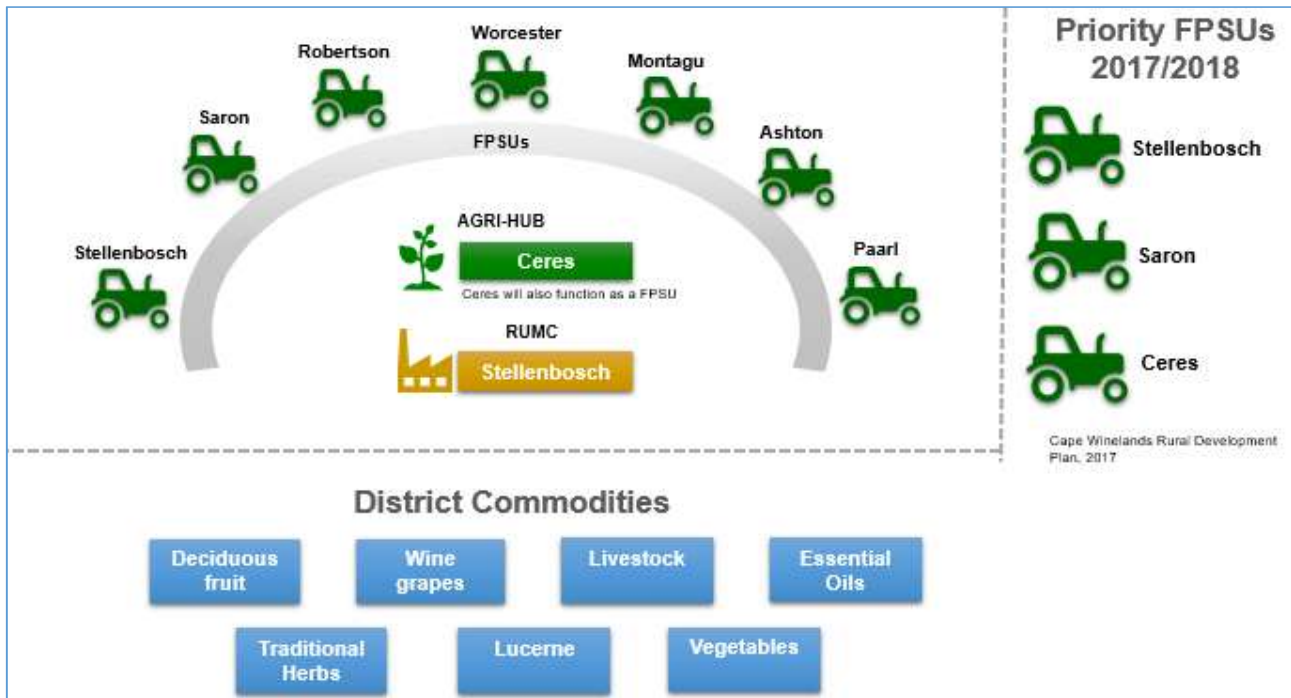 Worcester
Robertson
Montagu
Saron
Ashton
FPSUs
Stellenbosch
Paarl
AGRI-HUB
Ceres
Ceres will also function as a FPSU
RUMC
Stellenbosch
Priority FPSUs
2017/2018
Stellenbosch
Saron
Ceres
Cape Winelands Rural Development
Plan, 2017
District Commodities
Deciduous
fruit
Wine
grapes
Livestock
Essential
Oils
Traditional
Herbs
Lucerne
Vegetables